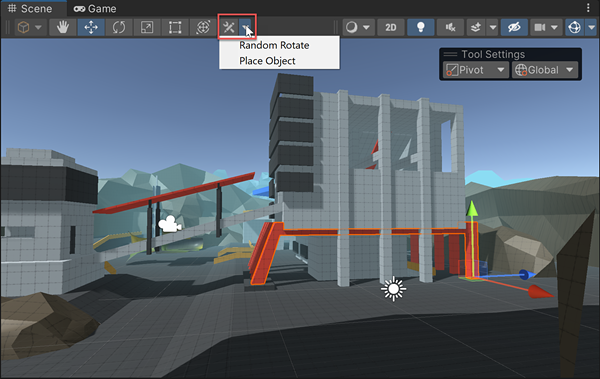 Scene Game
2D
Random Rotate
Place Object
Tool Settings
Pivot Global